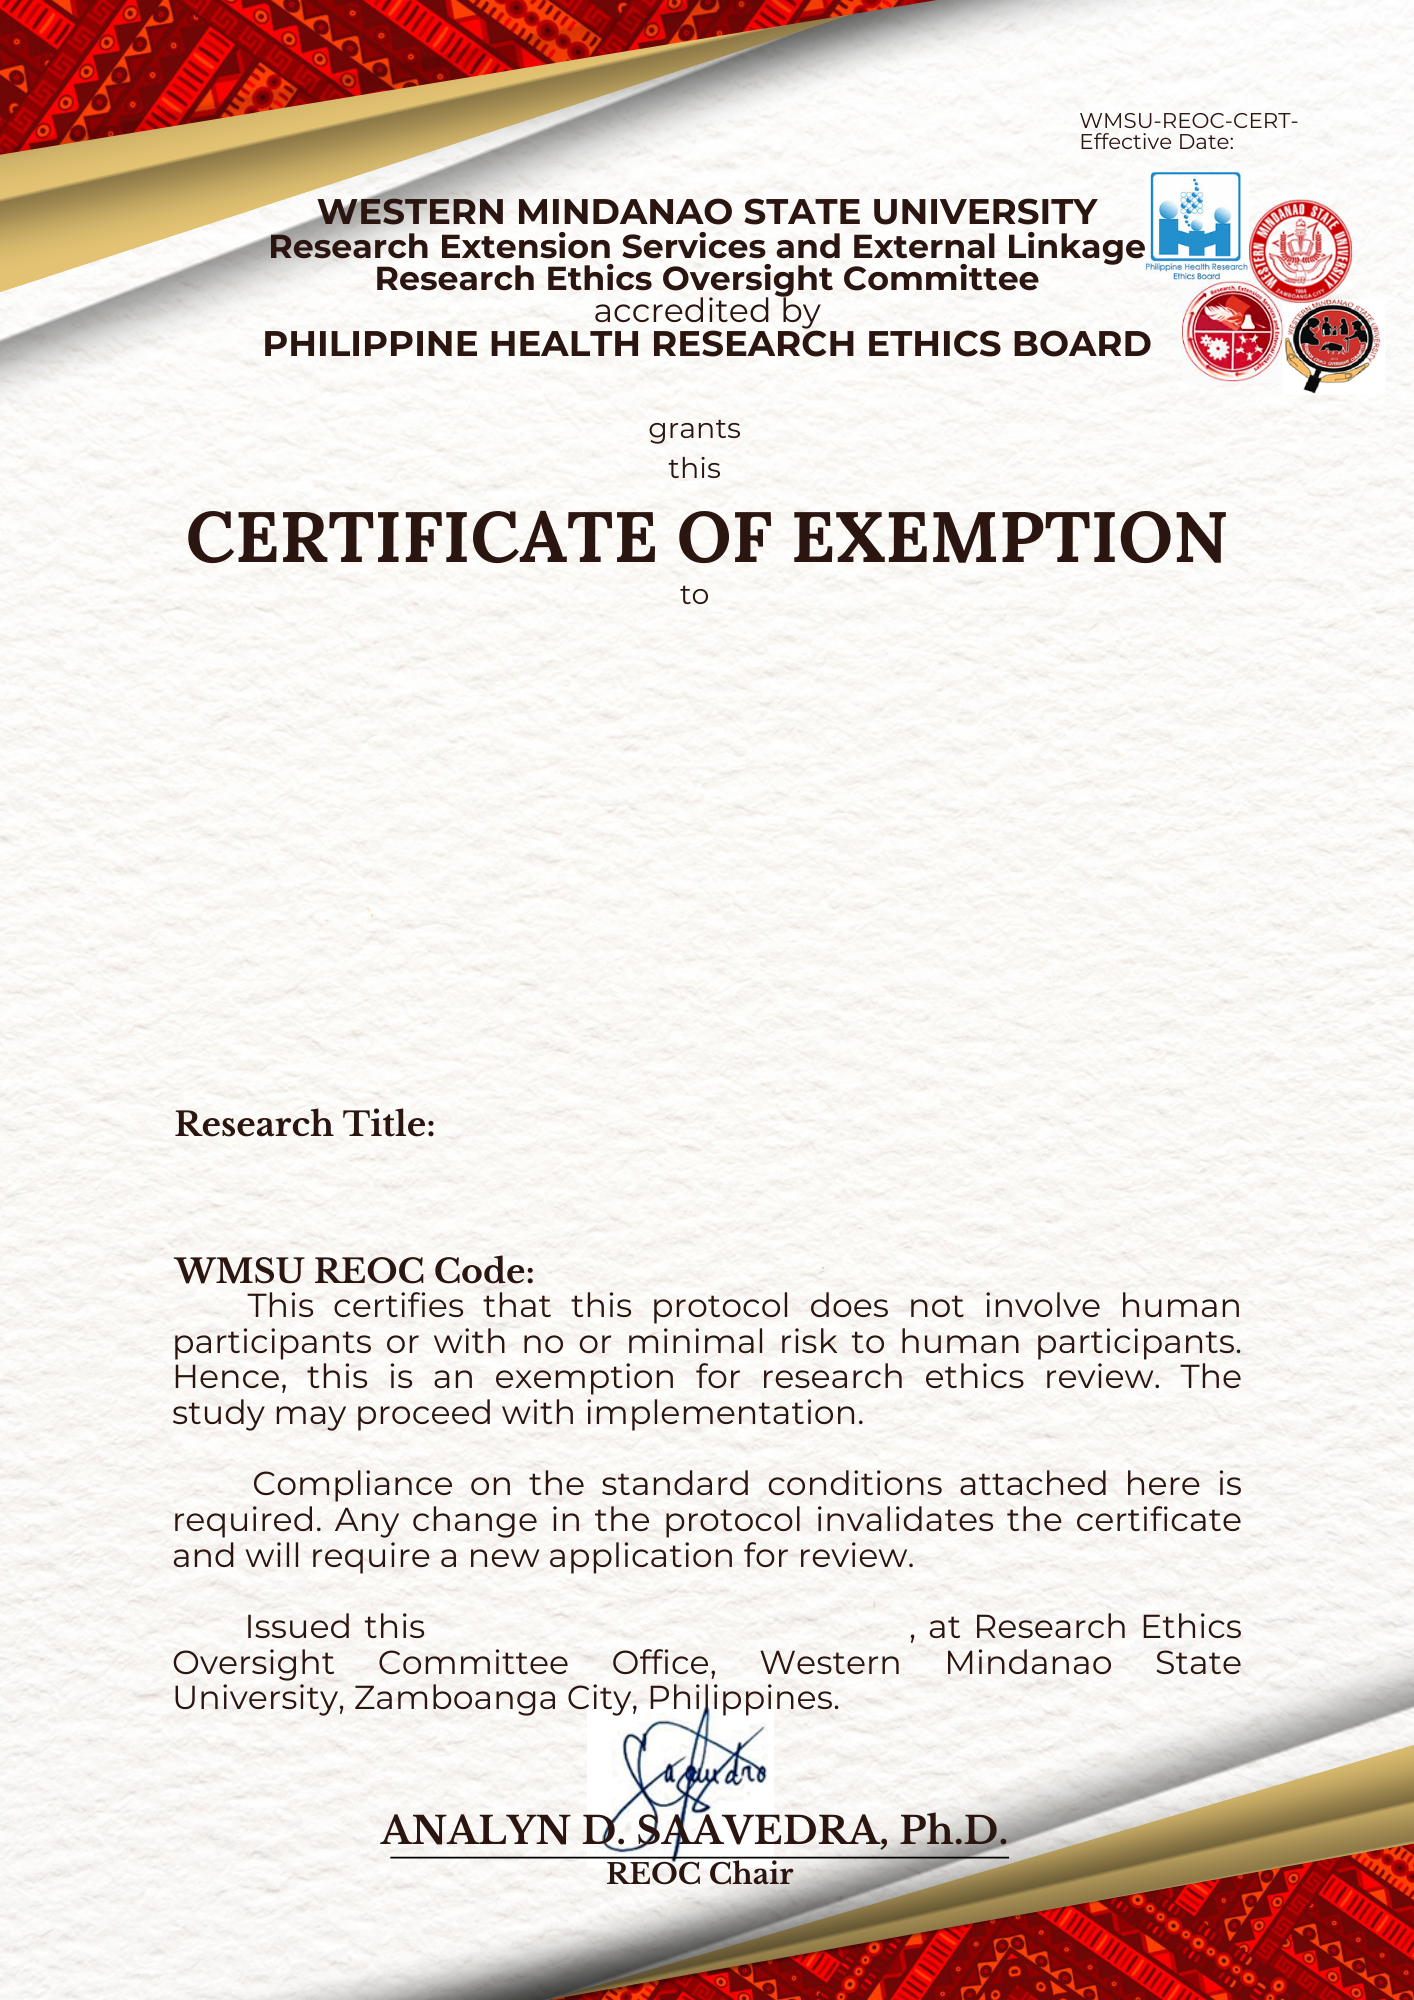 WMSU-REOC-CERT-
Effective Date:
WESTERN MINDANAO STATE UNIVERSITY
Research Extension Services and External Linkage
Research Ethics Oversight Committee
accredited by
PHILIPPINE HEALTH RESEARCH ETHICS BOARD
Philippine Health Research
Ethics Board
WESTERN MINDANAO STATE UNIVERSITY
ZAMBOANGA CITY
grants
this
CERTIFICATE OF EXEMPTION
to
Research Title:
WMSU REOC Code:
This certifies that this protocol does not involve human
participants or with no or minimal risk to human participants.
Hence, this is an exemption for research ethics review. The
study may proceed with implementation.
Compliance on the standard conditions attached here is
required. Any change in the protocol invalidates the certificate
and will require a new application for review.
Issued this , at Research Ethics
Oversight Committee Office, Western Mindanao State
University, Zamboanga City, Philippines.
ANALYN D. SAAVEDRA, Ph.D.
REOC Chair